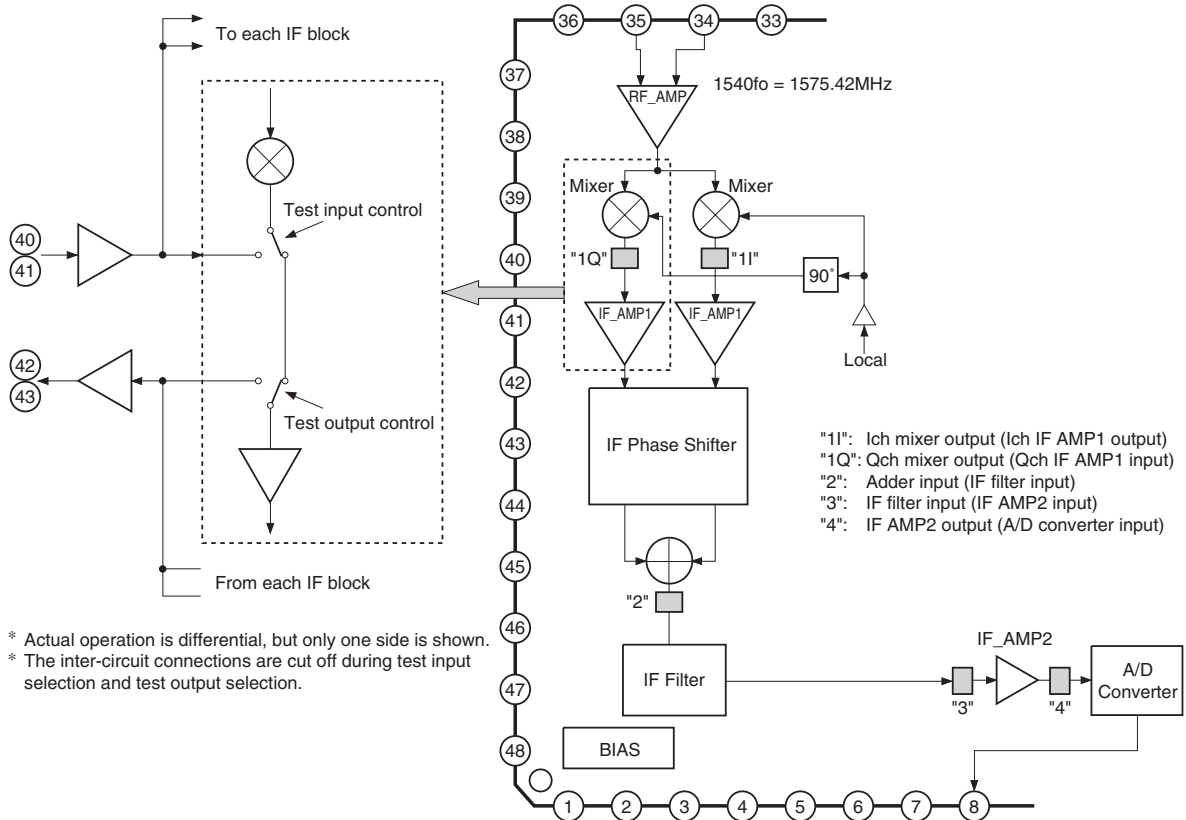 36 35 34 33
To each IF block
37
RF_AMP
1540fo = 1575.42MHz
38
39
Mixer Mixer
Test input control
40
41
40
"1Q" "1I"
90°
41
IF_AMP1 IF_AMP1
Local
42
43
42
Test output control
43
IF Phase Shifter
"1I": Ich mixer output (Ich IF AMP1 output)
"1Q": Qch mixer output (Qch IF AMP1 input)
"2": Adder input (IF filter input)
"3": IF filter input (IF AMP2 input)
"4": IF AMP2 output (A/D converter input)
44
45
From each IF block
"2"
46
* Actual operation is differential, but only one side is shown.
* The inter-circuit connections are cut off during test input
selection and test output selection.
IF_AMP2
47
IF Filter
"3" "4"
A/D
Converter
48
BIAS
1 2 3 4 5 6 7 8